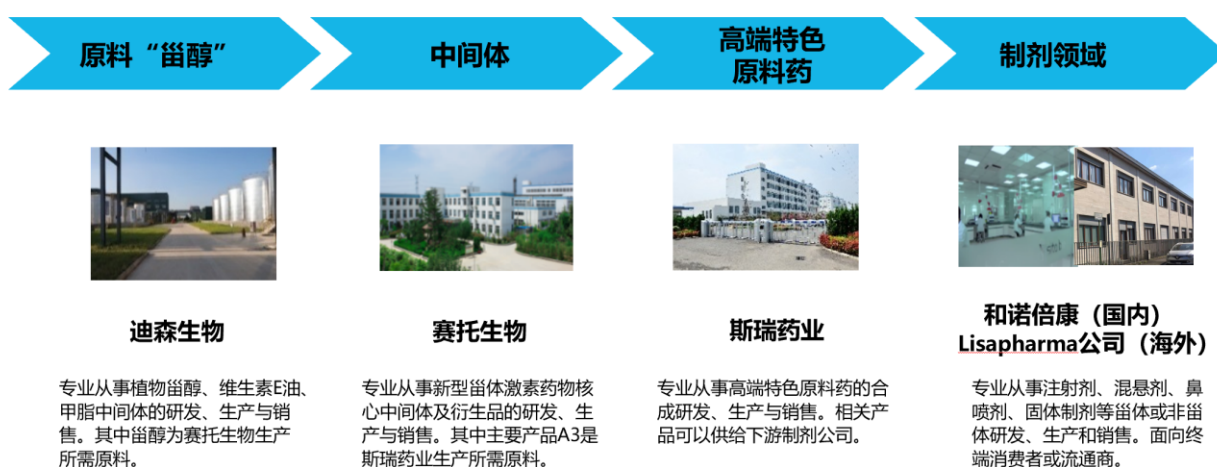 原料“甾醇”
中间体
高端特色
原料药
制剂领域
迪森生物
赛托生物
斯瑞药业
和诺倍康（国内）
Lisapharma公司（海外）
专业从事植物甾醇、维生素E油、
甲脂中间体的研发、生产与销
售。其中甾醇为赛托生物生产
所需原料。
专业从事新型甾体激素药物核
心中间体及衍生品的研发、生
产与销售。其中主要产品A3是
斯瑞药业生产所需原料。
专业从事高端特色原料药的合
成研发、生产与销售。相关产
品可以供给下游制剂公司。
专业从事注射剂、混悬剂、鼻
喷剂、固体制剂等甾体或非甾
体研发、生产和销售。面向终
端消费者或流通商。